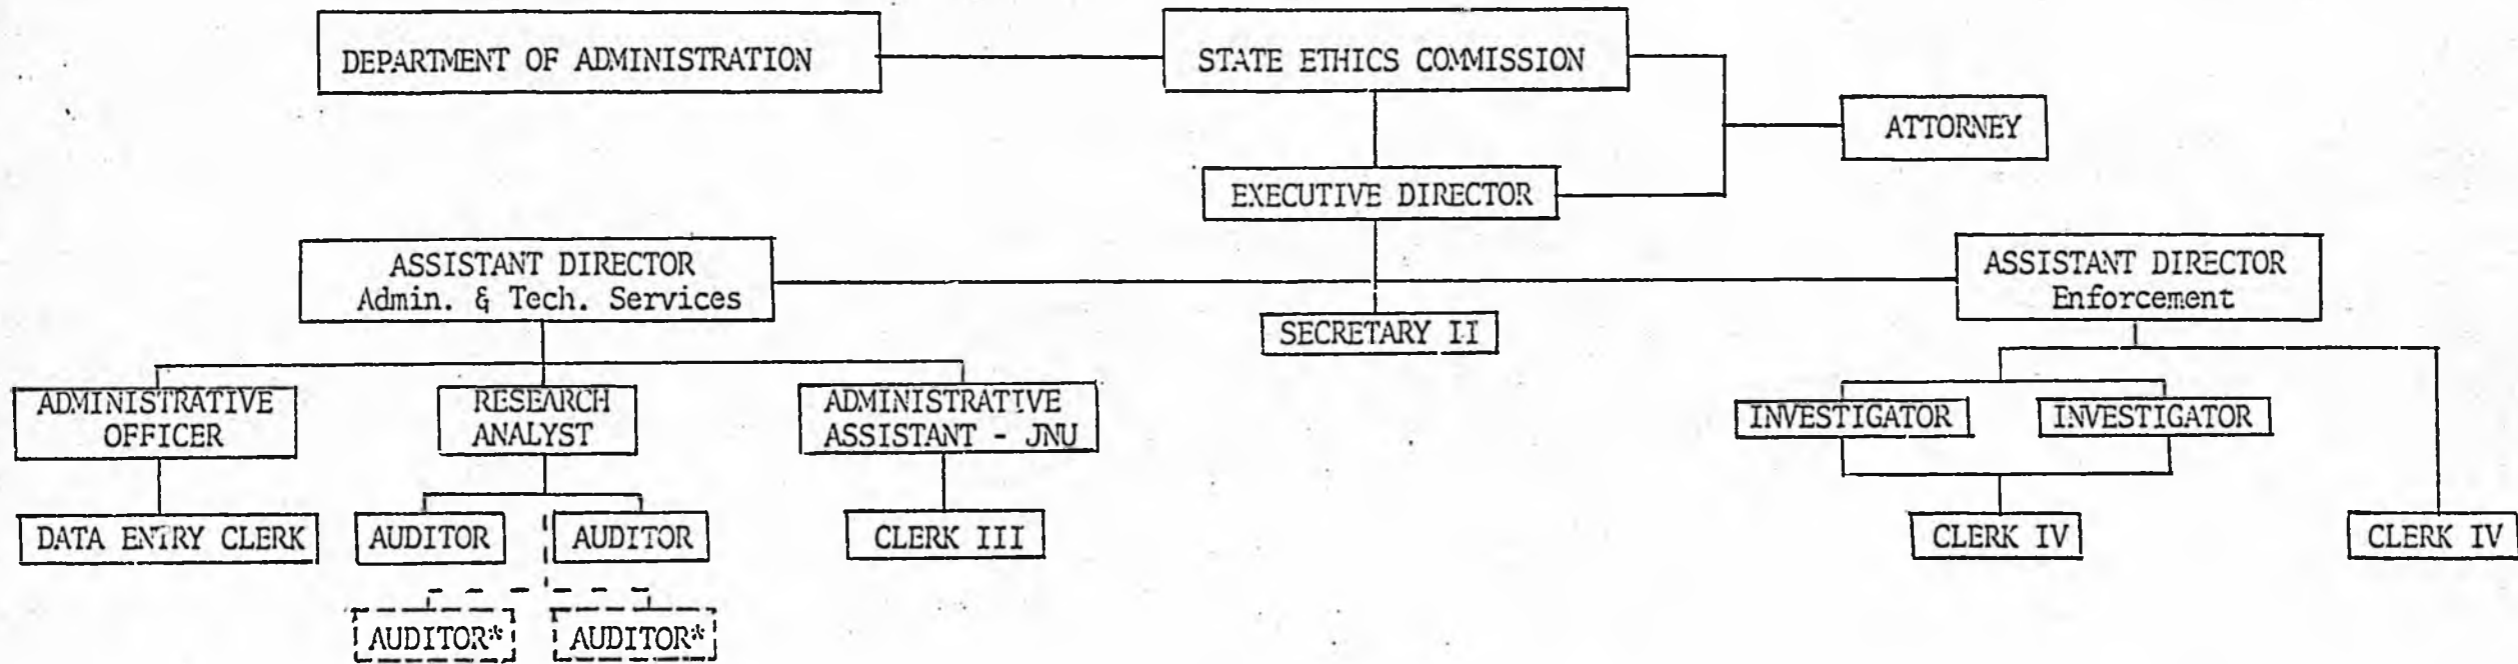 DEPARTMENT OF ADMINISTRATION
STATE ETHICS COMMISSION
ATTORNEY
EXECUTIVE DIRECTOR
ASSISTANT DIRECTOR
Admin. & Tech. Services
ASSISTANT DIRECTOR
Enforcement
SECRETARY II
ADMINISTRATIVE
OFFICER
RESEARCH
ANALYST
ADMINISTRATIVE
ASSISTANT - JNU
INVESTIGATOR
INVESTIGATOR
DATA ENTRY CLERK
AUDITOR
AUDITOR
CLERK III
CLERK IV
CLERK IV
AUDITOR*
AUDITOR*